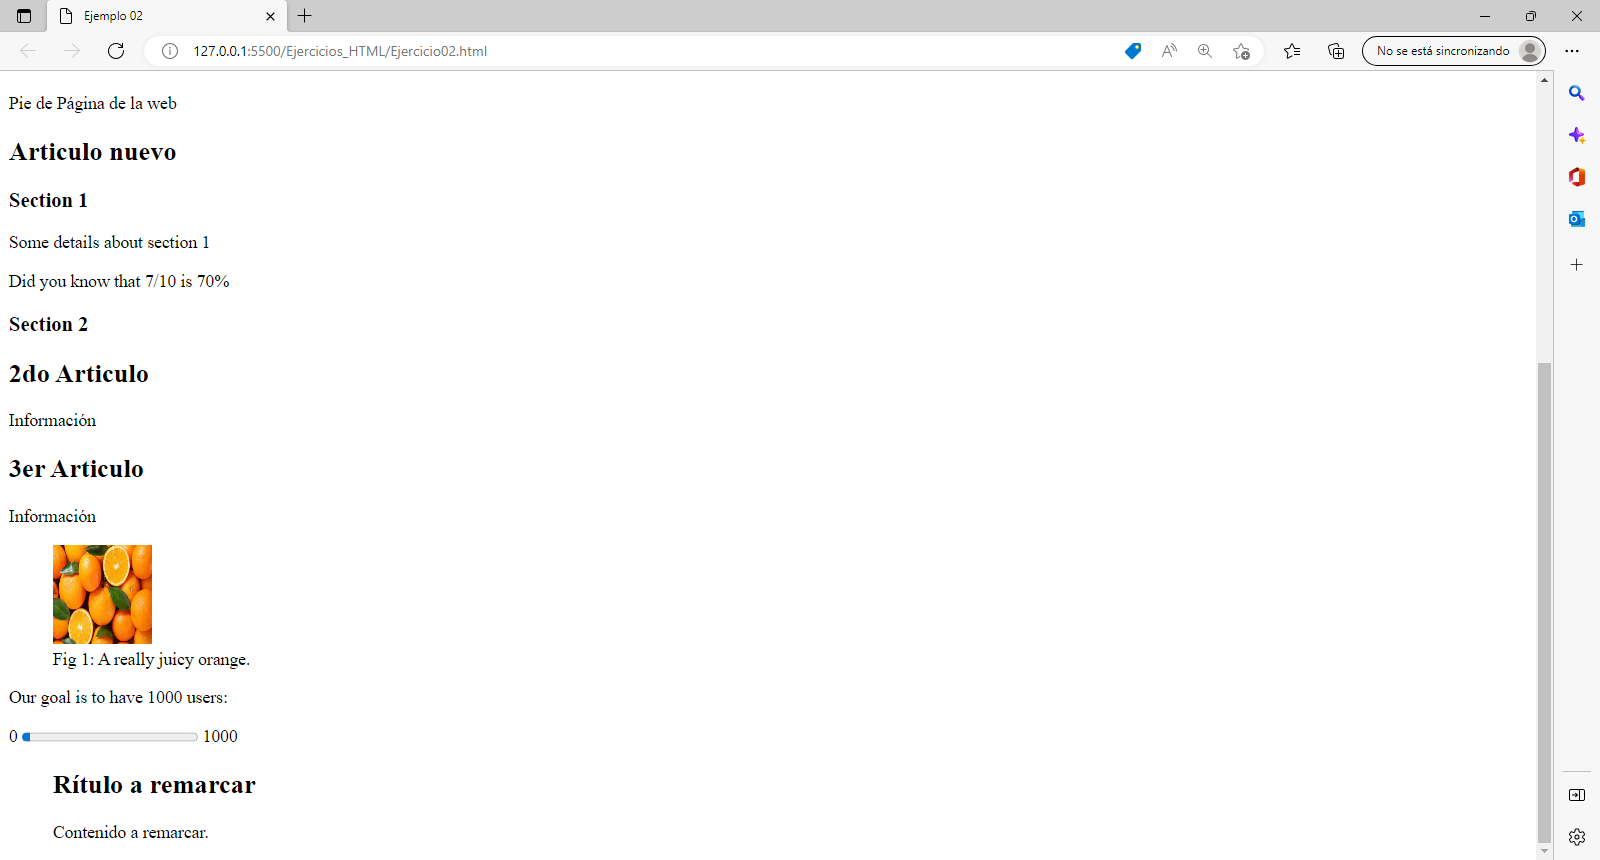 Ejemplo 02
127.0.0.1:5500/Ejercicios_HTML/Ejercicio02.html
No se está sincronizando
Pie de Página de la web
Articulo nuevo
Section 1
Some details about section 1
Did you know that 7/10 is 70%
Section 2
2do Articulo
Información
3er Articulo
Información
Fig 1: A really juicy orange.
Our goal is to have 1000 users:
0 1000
Rítulo a remarcar
Contenido a remarcar.